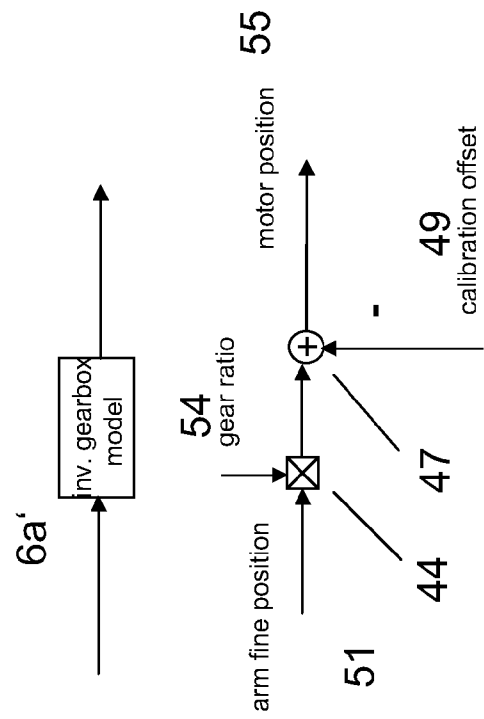 6a‘
inv. gearbox
model
54
gear ratio
motor position
55
arm fine position
51
+
-
44
47
49
calibration offset